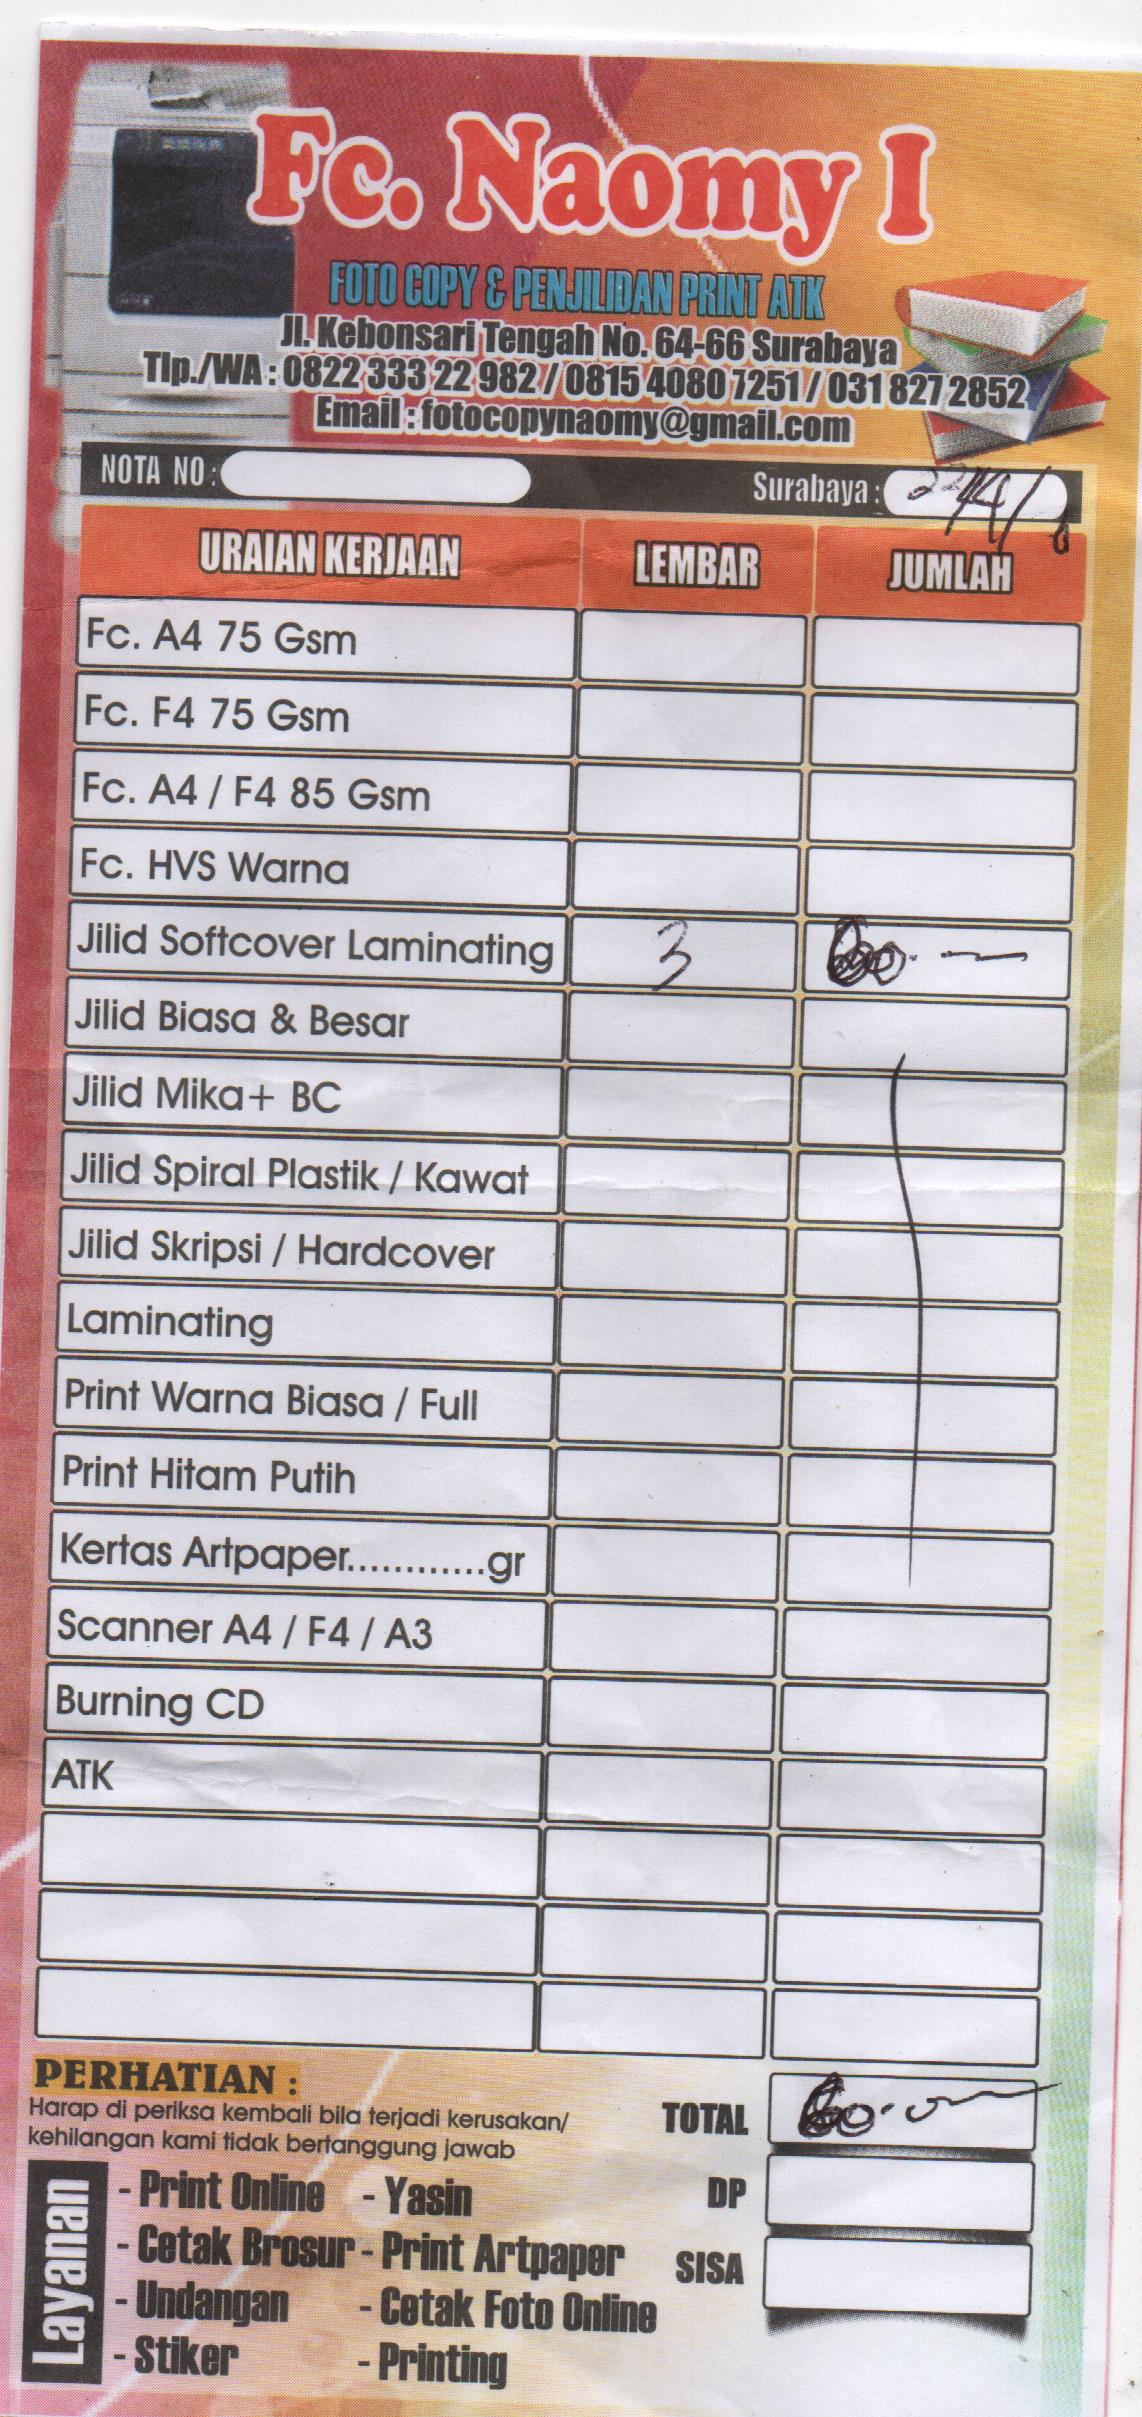 Fc. Naomy I
FOTO COPY & PENJILIDAN PRINT ATK
Jl. Kebonsari Tengah No. 64-66 Surabaya
Tlp./WA : 0822 333 22 982 / 0815 4080 7251 / 031 827 2852
Email : fotocopynaomy@gmail.com
NOTA NO : Surabaya : 22/4/
URAIAN KERJAAN LEMBAR JUMLAH
Fc. A4 75 Gsm
Fc. F4 75 Gsm
Fc. A4 / F4 85 Gsm
Fc. HVS Warna
Jilid Softcover Laminating 3 60.-
Jilid Biasa & Besar
Jilid Mika+ BC
Jilid Spiral Plastik / Kawat
Jilid Skripsi / Hardcover
Laminating
Print Warna Biasa / Full
Print Hitam Putih
Kertas Artpaper............gr
Scanner A4 / F4 / A3
Burning CD
ATK
PERHATIAN :
Harap di periksa kembali bila terjadi kerusakan/
kehilangan kami tidak bertanggung jawab
TOTAL 60.-
DP
SISA
Layanan
- Print Online - Yasin
- Cetak Brosur - Print Artpaper
- Undangan - Cetak Foto Online
- Stiker - Printing